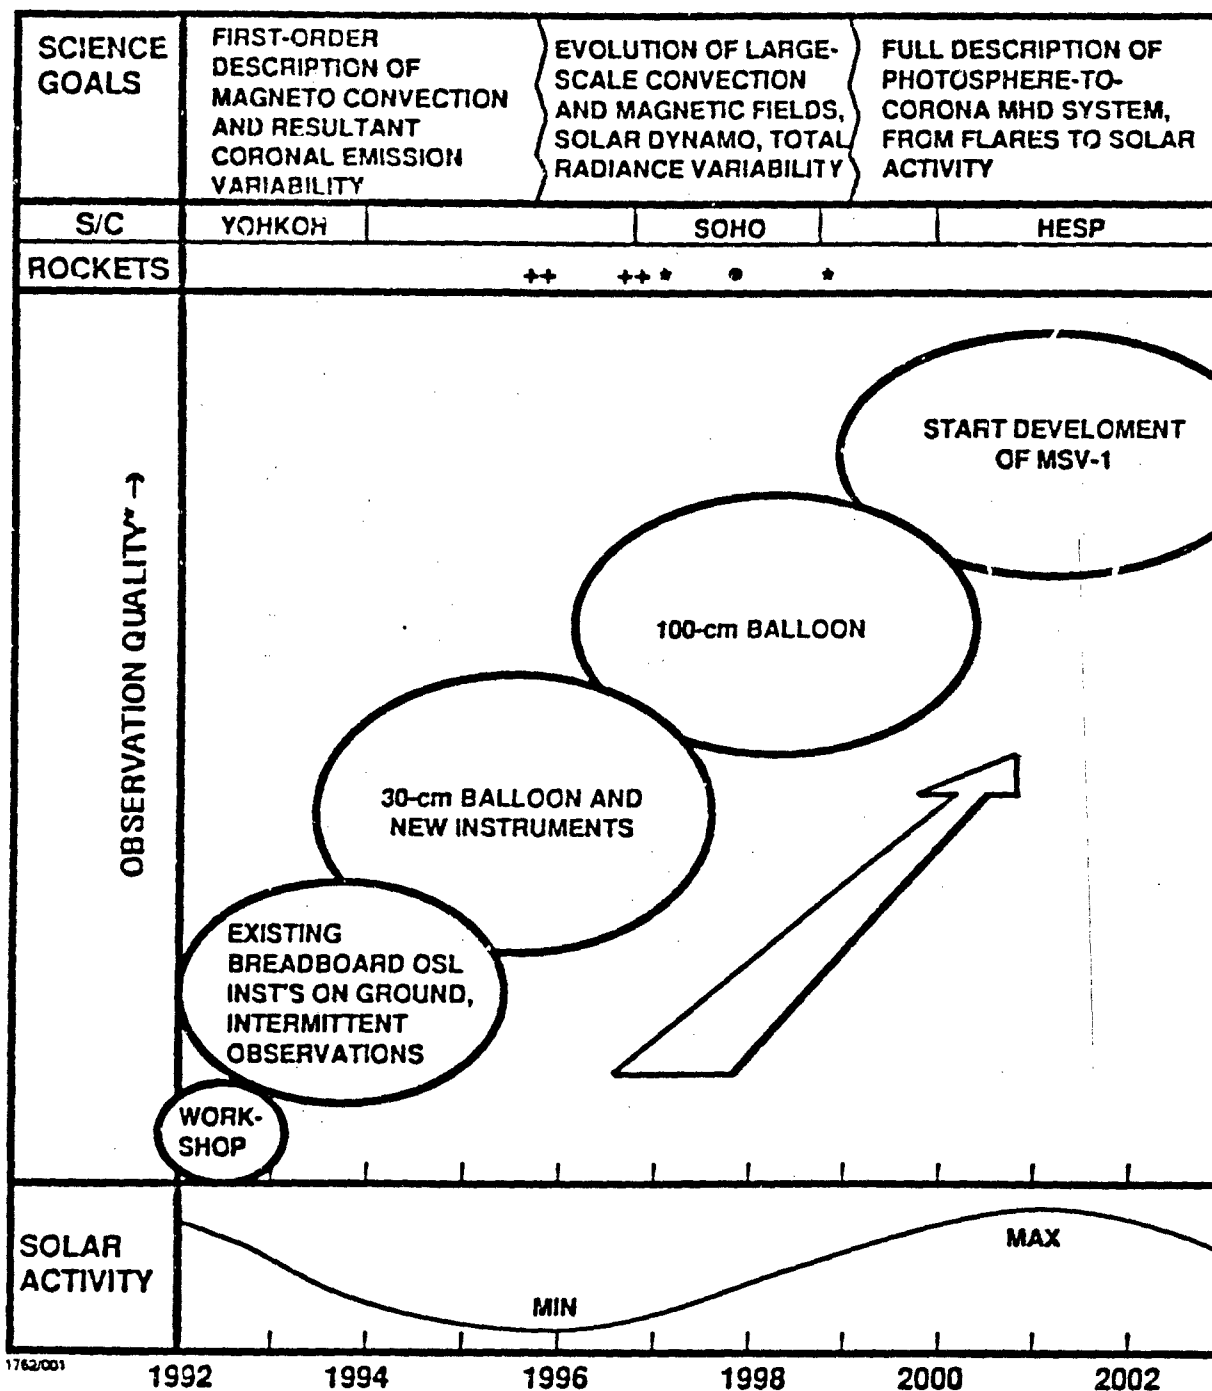 SCIENCE
GOALS
FIRST-ORDER
DESCRIPTION OF
MAGNETO CONVECTION
AND RESULTANT
CORONAL EMISSION
VARIABILITY
EVOLUTION OF LARGE-
SCALE CONVECTION
AND MAGNETIC FIELDS,
SOLAR DYNAMO, TOTAL
RADIANCE VARIABILITY
FULL DESCRIPTION OF
PHOTOSPHERE-TO-
CORONA MHD SYSTEM,
FROM FLARES TO SOLAR
ACTIVITY
S/C YOHKOH SOHO HESP
ROCKETS ++ ++ * • *
OBSERVATION QUALITY* →
START DEVELOMENT
OF MSV-1
100-cm BALLOON
30-cm BALLOON AND
NEW INSTRUMENTS
EXISTING
BREADBOARD OSL
INST'S ON GROUND,
INTERMITTENT
OBSERVATIONS
WORK-
SHOP
SOLAR
ACTIVITY
MIN
MAX
1762/001
1992 1994 1996 1998 2000 2002